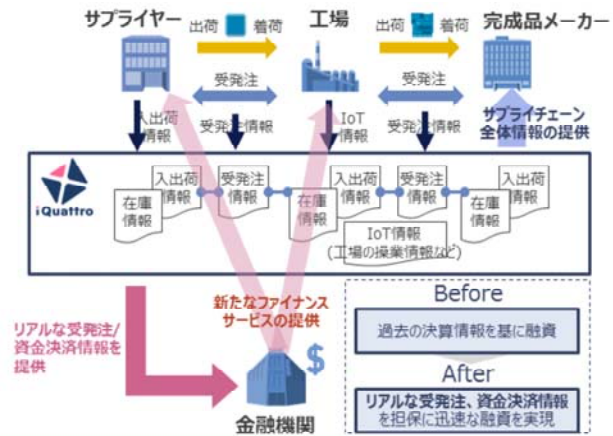 サプライヤー
工場
完成品メーカー
出荷
着荷
出荷
着荷
受発注
受発注
入出荷
情報
受発注情報
IoT
情報
受発注情報
サプライチェーン
全体情報の提供
iQuattro
在庫
情報
入出荷
情報
受発注
情報
在庫
情報
入出荷
情報
受発注
情報
在庫
情報
入出荷
情報
IoT情報
(工場の操業情報など)
リアルな受発注/
資金決済情報を
提供
新たなファイナンス
サービスの提供
$
金融機関
Before
過去の決算情報を基に融資
After
リアルな受発注、資金決済情報
を担保に迅速な融資を実現